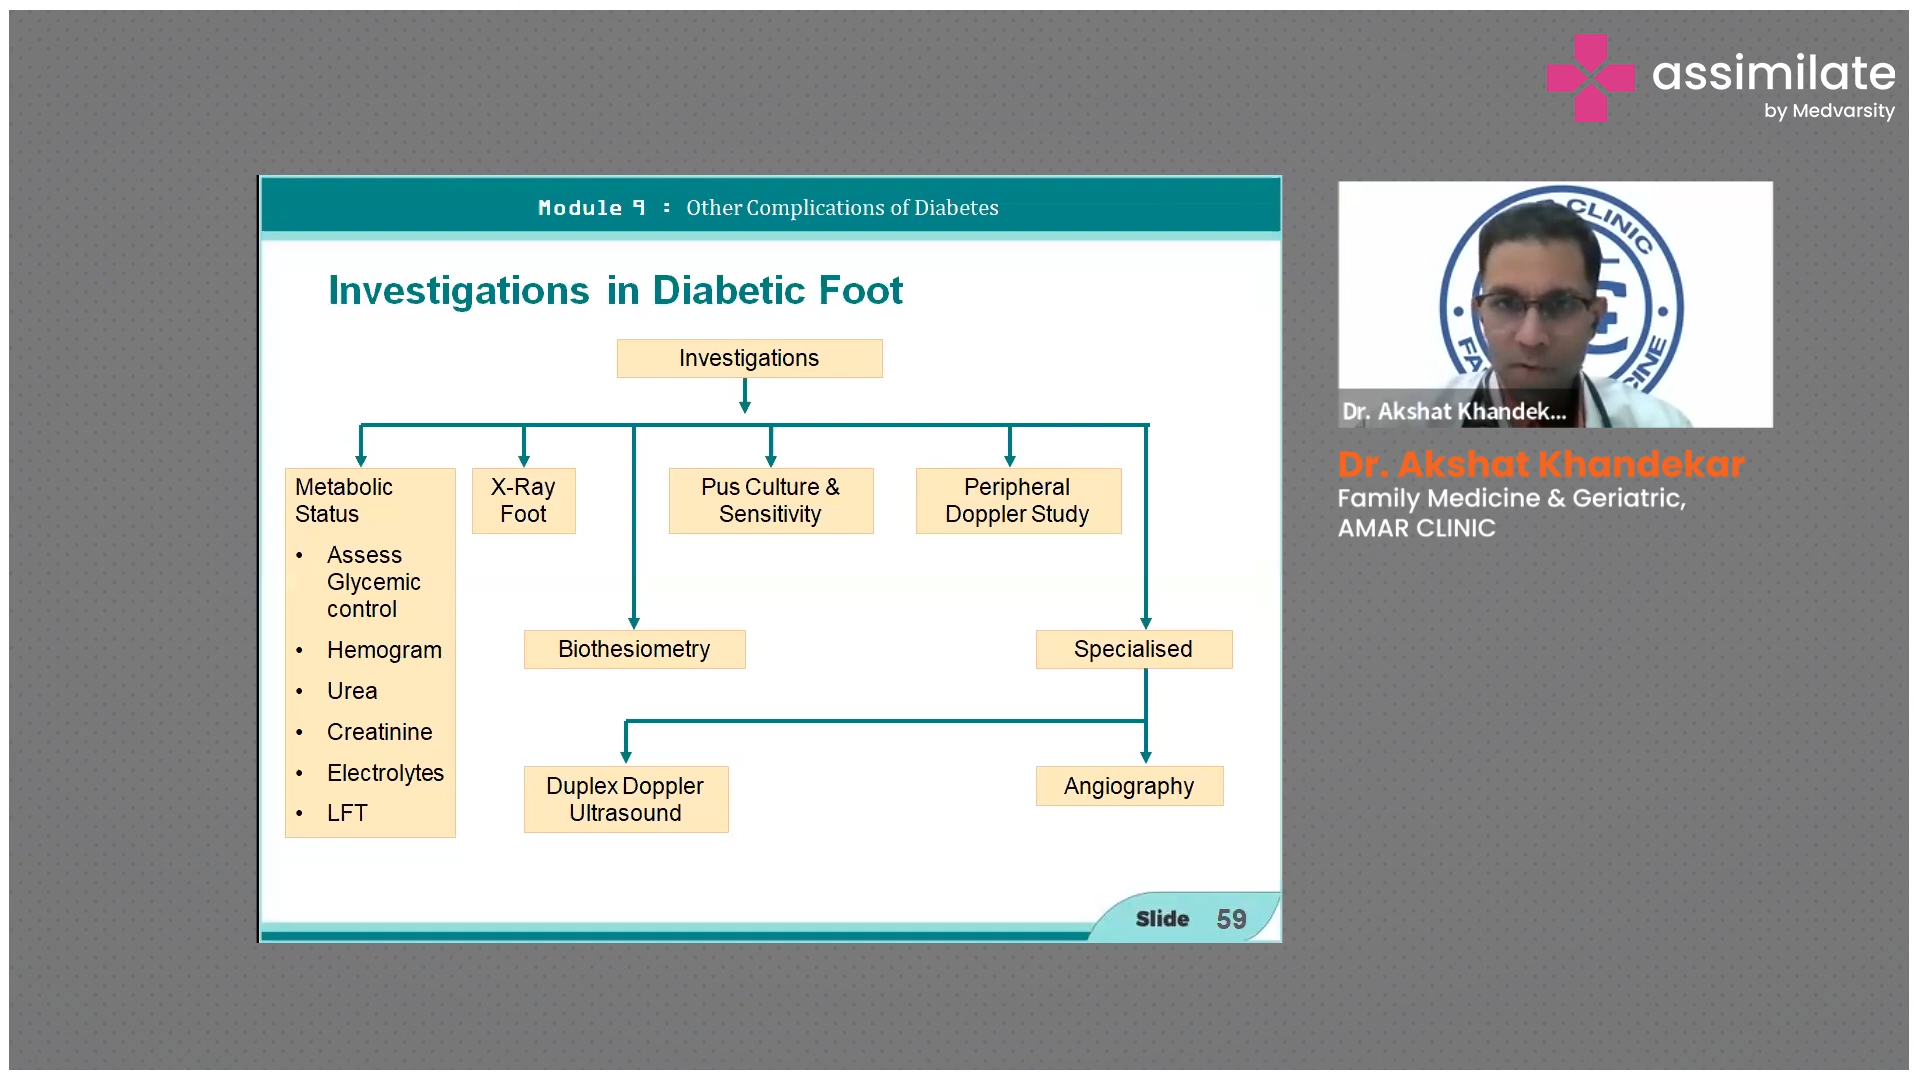 assimilate
by Medvarsity
Module 9 : Other Complications of Diabetes
Investigations in Diabetic Foot
Investigations
Metabolic
Status
• Assess
Glycemic
control
• Hemogram
• Urea
• Creatinine
• Electrolytes
• LFT
X-Ray
Foot
Pus Culture &
Sensitivity
Peripheral
Doppler Study
Biothesiometry
Specialised
Duplex Doppler
Ultrasound
Angiography
Slide 59
CLINIC
Dr. Akshat Khandek...
Dr. Akshat Khandekar
Family Medicine & Geriatric,
AMAR CLINIC